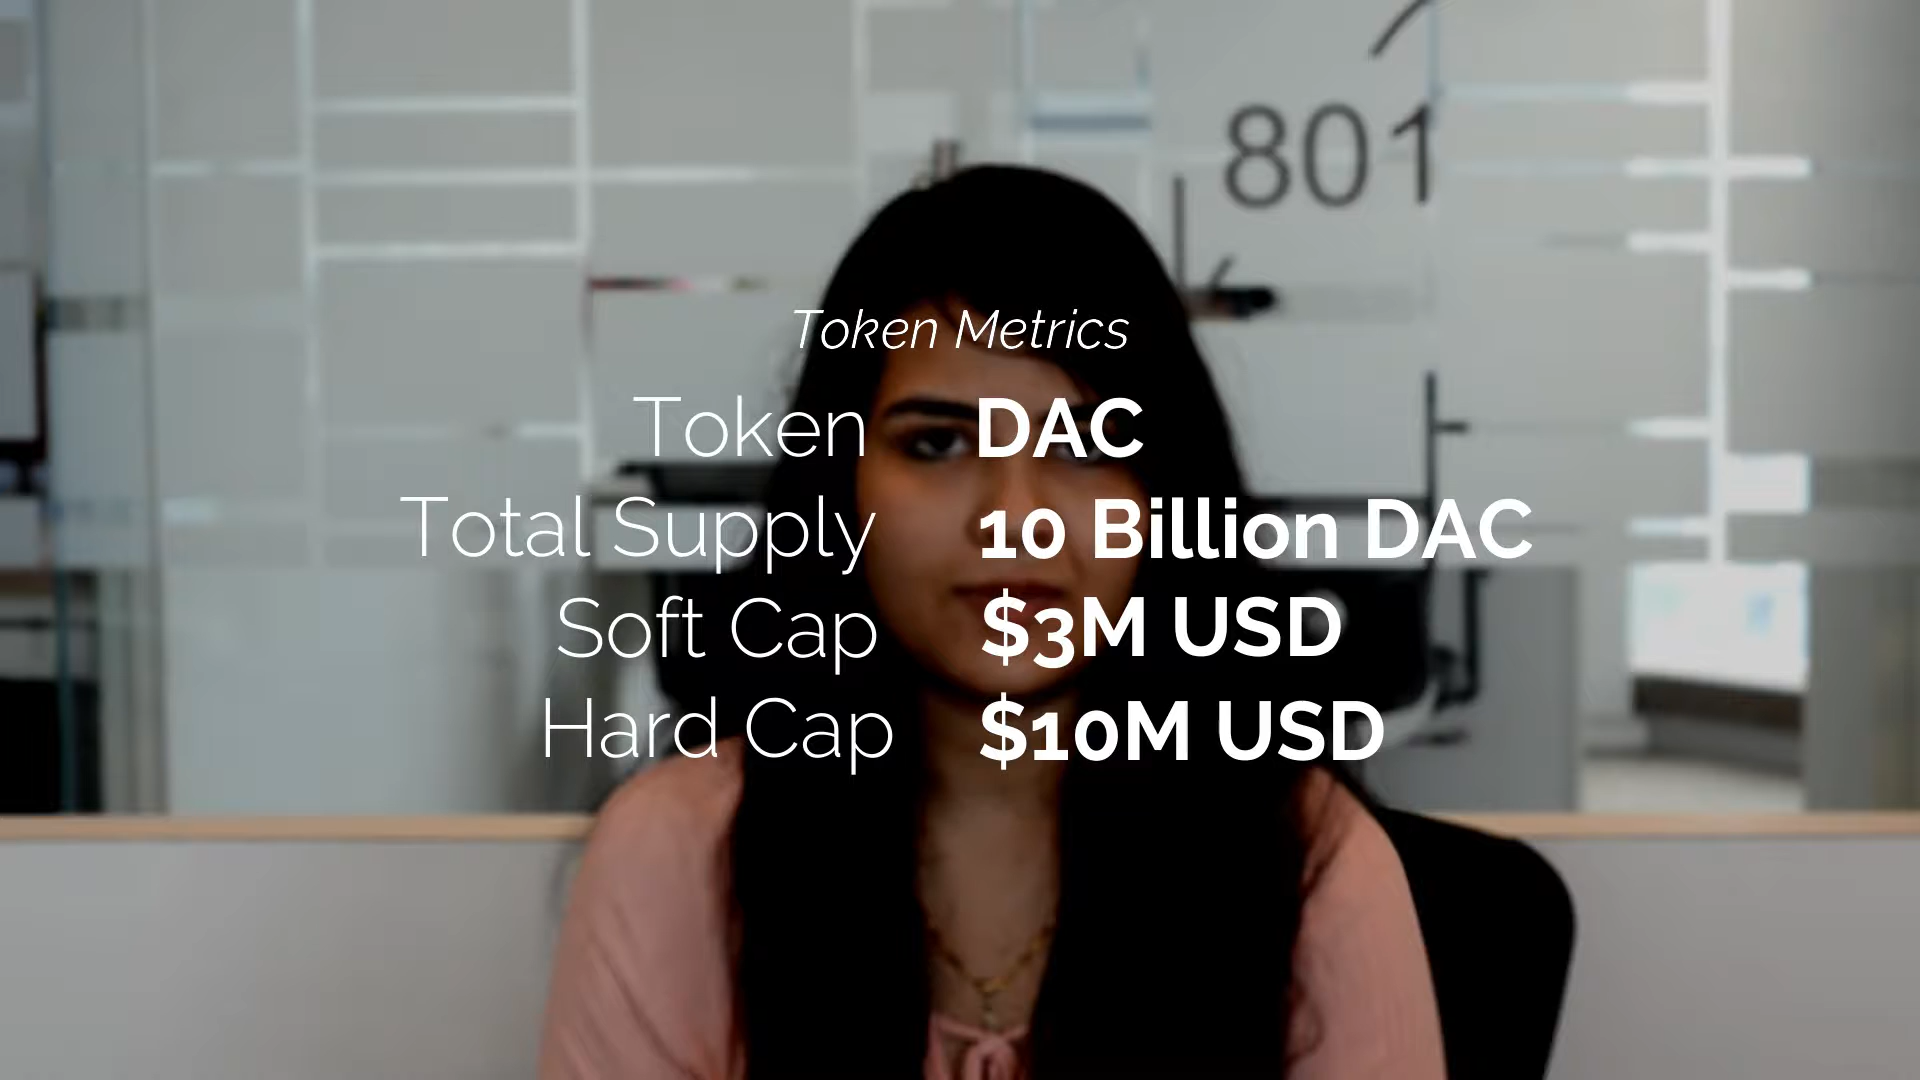 801
Token Metrics
Token DAC
Total Supply 10 Billion DAC
Soft Cap $3M USD
Hard Cap $10M USD